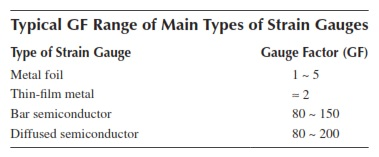 Typical GF Range of Main Types of Strain Gauges
Type of Strain Gauge Gauge Factor (GF)
Metal foil 1 ~ 5
Thin-film metal = 2
Bar semiconductor 80 ~ 150
Diffused semiconductor 80 ~ 200